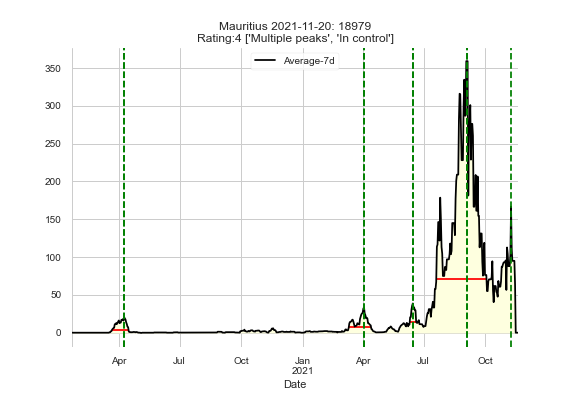 Mauritius 2021-11-20: 18979
Rating:4 ['Multiple peaks', 'In control']
Average-7d
350
300
250
200
150
100
50
0
Apr Jul Oct Jan Apr Jul Oct
2021
Date